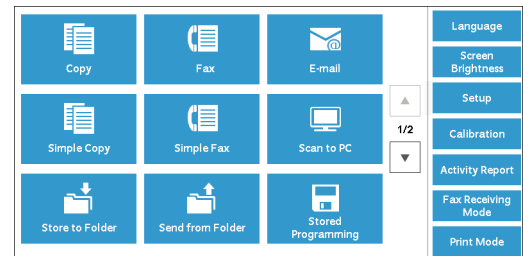 Copy
Fax
E-mail
Simple Copy
Simple Fax
Scan to PC
Store to Folder
Send from Folder
Stored
Programming
1/2
Language
Screen
Brightness
Setup
Calibration
Activity Report
Fax Receiving
Mode
Print Mode